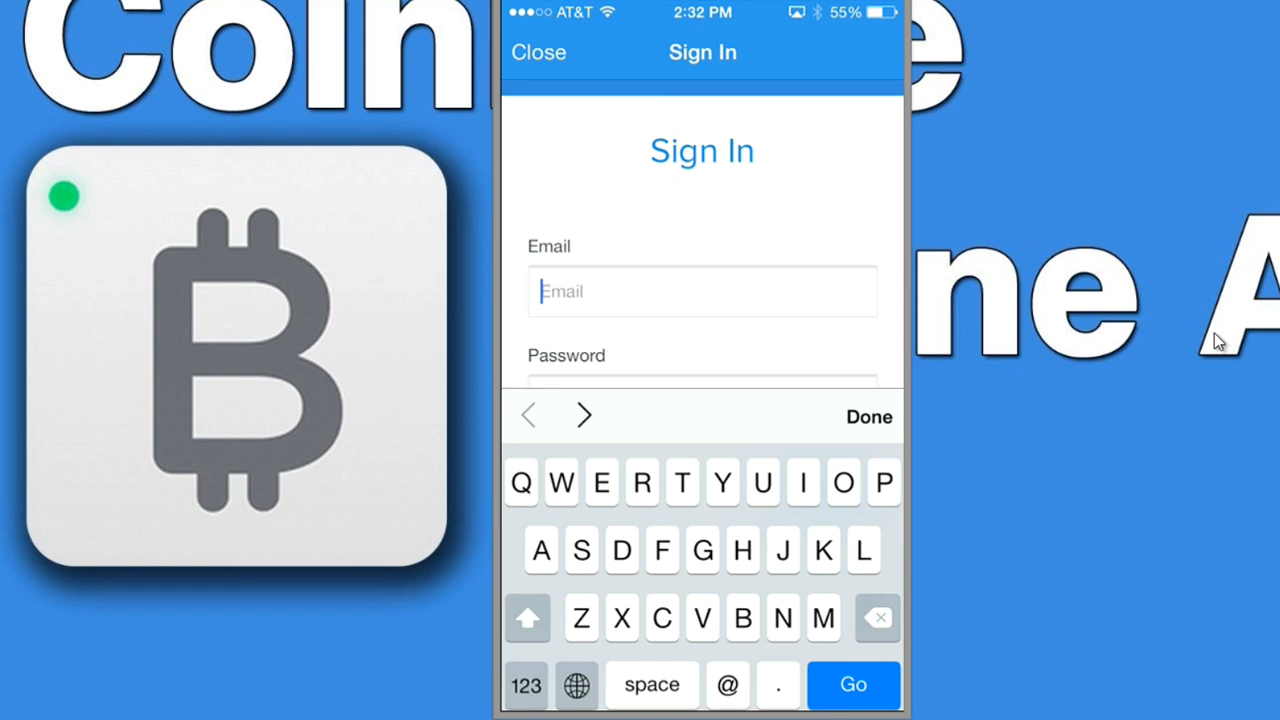 Coin
e
ne A
AT&T 2:32 PM 55%
Close Sign In
Sign In
Email
Email
Password
Done
Q W E R T Y U I O P
A S D F G H J K L
Z X C V B N M
123 space @ . Go